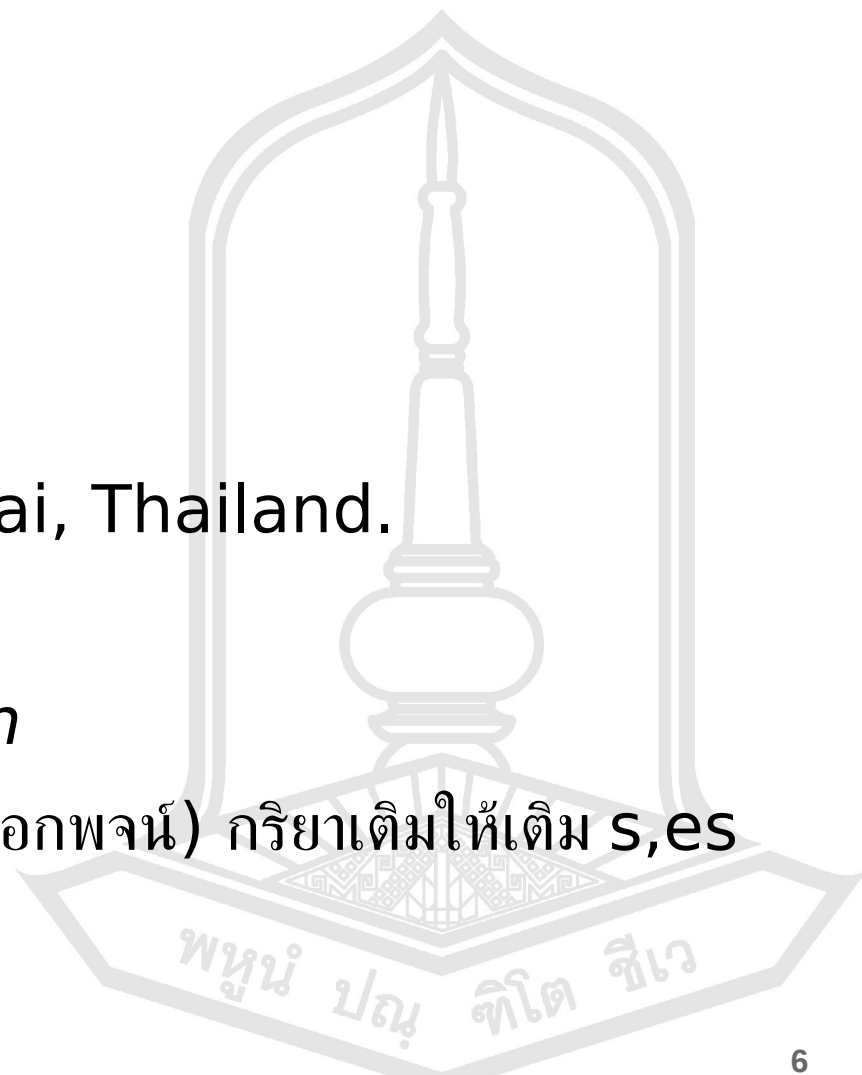 ai, Thailand.
n
อกพจน์) กริยาเติมให้เติม s,es
พหูนํ ปณฺ ฑิโต ชีเว
6